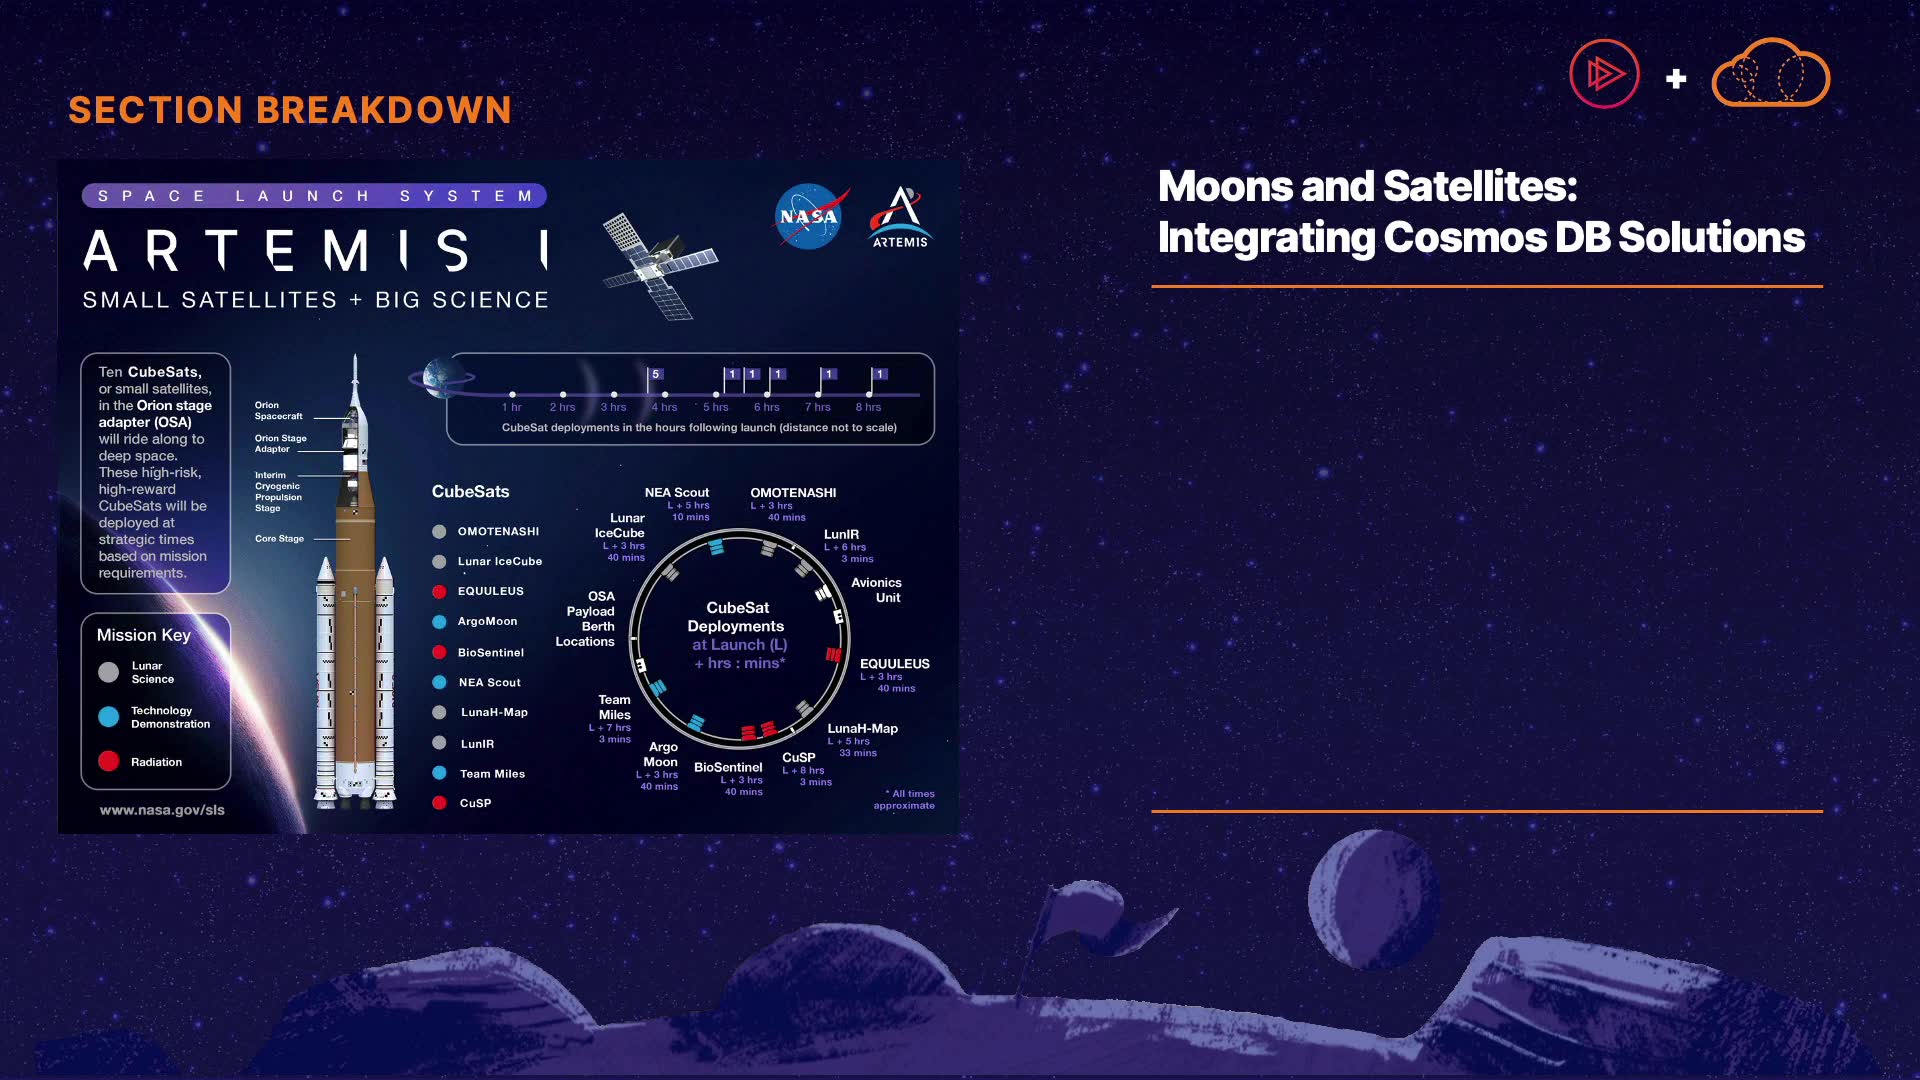 SECTION BREAKDOWN
SPACE LAUNCH SYSTEM
ARTEMIS I
SMALL SATELLITES + BIG SCIENCE
NASA
ARTEMIS
Ten CubeSats,
or small satellites,
in the Orion stage
adapter (OSA)
will ride along to
deep space.
These high-risk,
high-reward
CubeSats will be
deployed at
strategic times
based on mission
requirements.
Mission Key
Lunar
Science
Technology
Demonstration
Radiation
www.nasa.gov/sls
Orion
Spacecraft
Orion Stage
Adapter
Interim
Cryogenic
Propulsion
Stage
Core Stage
5 1 1 1 1 1
1 hr 2 hrs 3 hrs 4 hrs 5 hrs 6 hrs 7 hrs 8 hrs
CubeSat deployments in the hours following launch (distance not to scale)
CubeSats
OMOTENASHI
Lunar IceCube
EQUULEUS
ArgoMoon
BioSentinel
NEA Scout
LunaH-Map
LunIR
Team Miles
CuSP
NEA Scout
L + 5 hrs
10 mins
OMOTENASHI
L + 3 hrs
40 mins
Lunar
IceCube
L + 3 hrs
40 mins
LunIR
L + 6 hrs
3 mins
Avionics
Unit
OSA
Payload
Berth
Locations
CubeSat
Deployments
at Launch (L)
+ hrs : mins*
EQUULEUS
L + 3 hrs
40 mins
Team
Miles
L + 7 hrs
3 mins
LunaH-Map
L + 5 hrs
33 mins
Argo
Moon
L + 3 hrs
40 mins
BioSentinel
L + 3 hrs
40 mins
CuSP
L + 8 hrs
3 mins
* All times
approximate
Moons and Satellites:
Integrating Cosmos DB Solutions